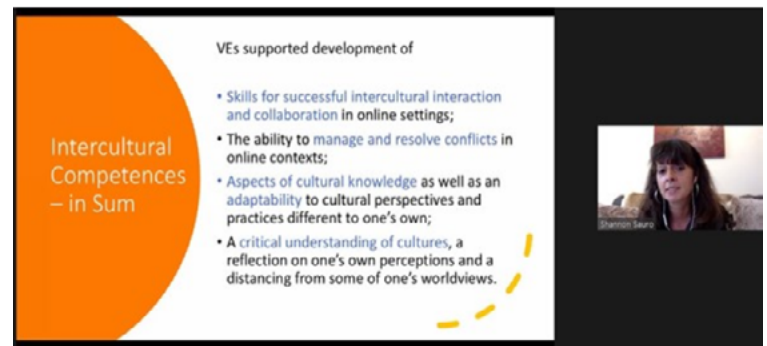 VEs supported development of
Intercultural
Competences
– in Sum
• Skills for successful intercultural interaction
and collaboration in online settings;
• The ability to manage and resolve conflicts in
online contexts;
• Aspects of cultural knowledge as well as an
adaptability to cultural perspectives and
practices different to one's own;
• A critical understanding of cultures, a
reflection on one's own perceptions and a
distancing from some of one's worldviews.
Shannon Sauro